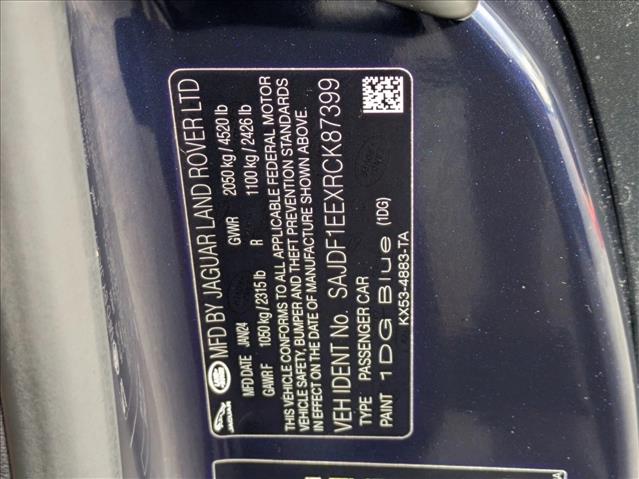 MFD BY JAGUAR LAND ROVER LTD
JAGUAR
MFD DATE JAN/24 GVWR 2050 kg / 4520 lb
GAWR F 1050 kg / 2315 lb R 1100 kg / 2426 lb
THIS VEHICLE CONFORMS TO ALL APPLICABLE FEDERAL MOTOR
VEHICLE SAFETY, BUMPER AND THEFT PREVENTION STANDARDS
IN EFFECT ON THE DATE OF MANUFACTURE SHOWN ABOVE.
VEH IDENT No. SAJDF1EEXRCK87399
TYPE PASSENGER CAR
PAINT 1DG Blue (1DG)
KX53-4883-TA